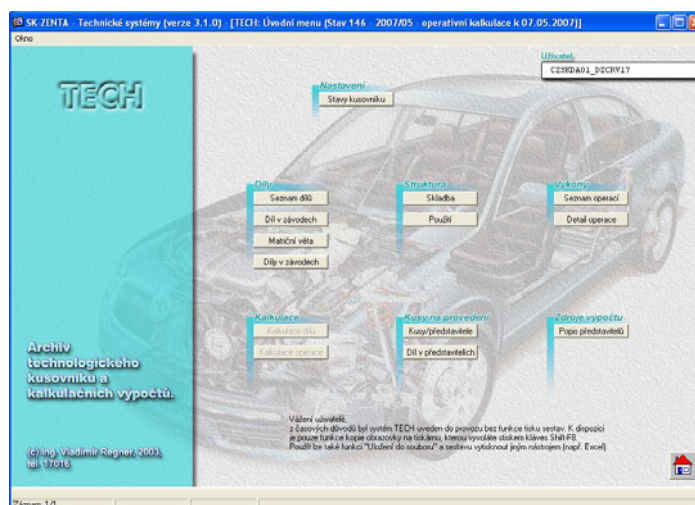 SK ZENTA - Technické systémy (verze 3.1.0) - [TECH: Úvodní menu (Stav 146 - 2007/05 - operativní kalkulace k 07.05.2007)]
Okno
Uživatel
CZSKDA01_DZCRV17
TECH
Nastavení
Stavy kusovníku
Díly
Struktura
Výkony
Seznam dílů
Skladba
Seznam operací
Díl v závodech
Použití
Detail operace
Matriční věta
Díly v závodech
Kalkulace
Kusy na provedení
Zdroje výpočtu
Kalkulace dílu
Kusy/představitele
Popis představitelů
Kalkulace operace
Díl v představitelích
Archiv
technologického
kusovníku a
kalkulačních výpočtů.
Vážení uživatelé,
z časových důvodů byl systém TECH uveden do provozu bez funkce tisku sestav. K dispozici
je pouze funkce kopie obrazovky na tiskárnu, kterou vyvoláte stiskem kláves Shift-F8.
Použít lze také funkci "Uložení do souboru" a sestavu vytisknout jiným nástrojem (např. Excel).
(c) Ing. Vladimír Regner, 2003,
tel: 17016
Záznam: 1/1